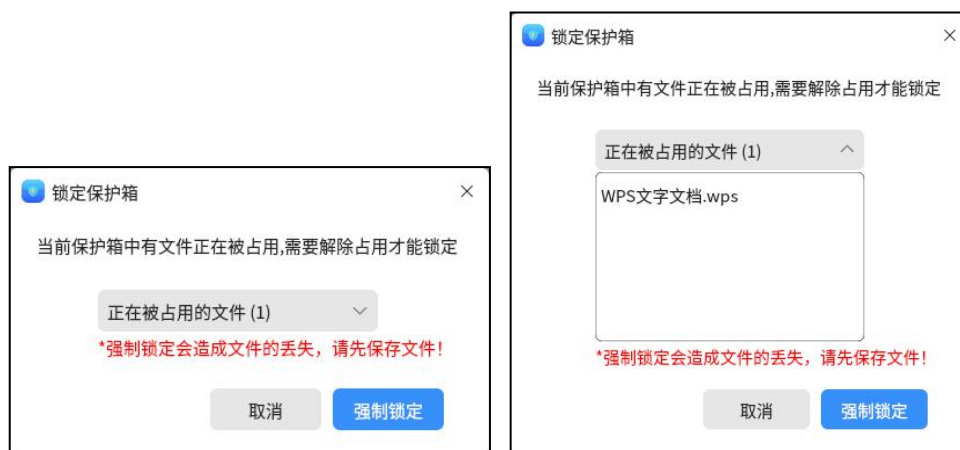 锁定保护箱
当前保护箱中有文件正在被占用,需要解除占用才能锁定
正在被占用的文件 (1)
*强制锁定会造成文件的丢失，请先保存文件！
取消
强制锁定
锁定保护箱
当前保护箱中有文件正在被占用,需要解除占用才能锁定
正在被占用的文件 (1)
WPS文字文档.wps
*强制锁定会造成文件的丢失，请先保存文件！
取消
强制锁定